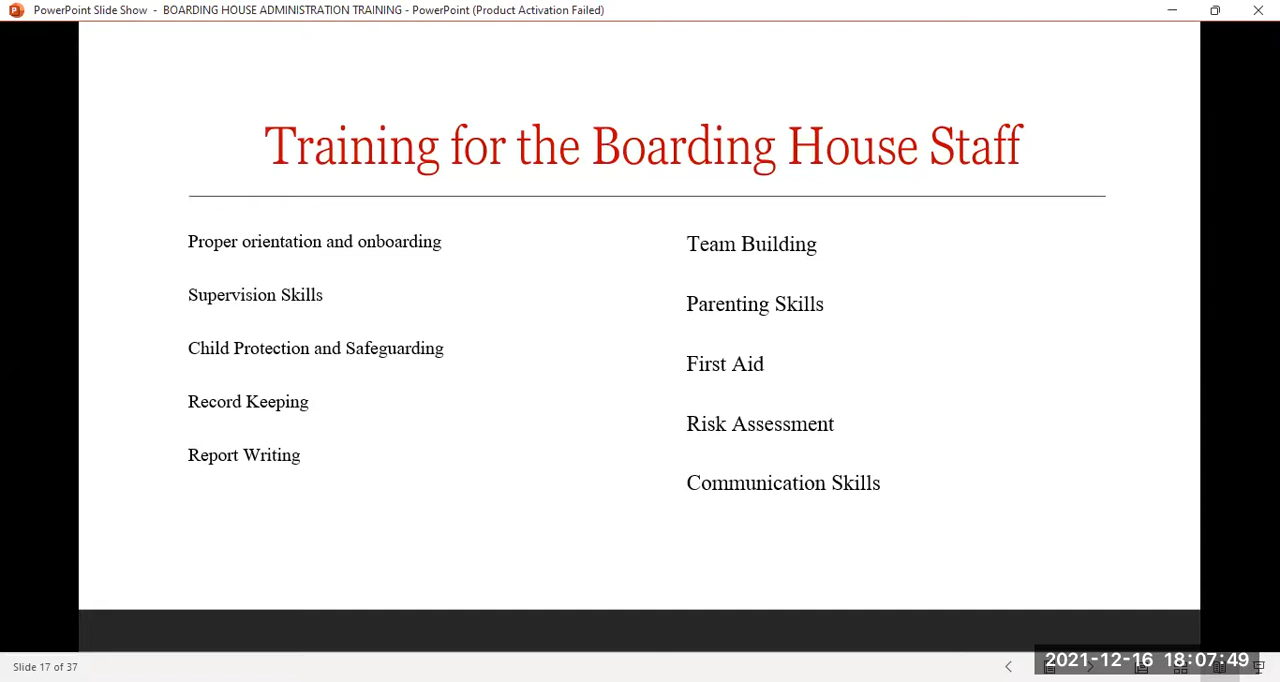 PowerPoint Slide Show - BOARDING HOUSE ADMINISTRATION TRAINING - PowerPoint (Product Activation Failed)
Training for the Boarding House Staff
Proper orientation and onboarding
Supervision Skills
Child Protection and Safeguarding
Record Keeping
Report Writing
Team Building
Parenting Skills
First Aid
Risk Assessment
Communication Skills
Slide 17 of 37
2021-12-16 18:07:49